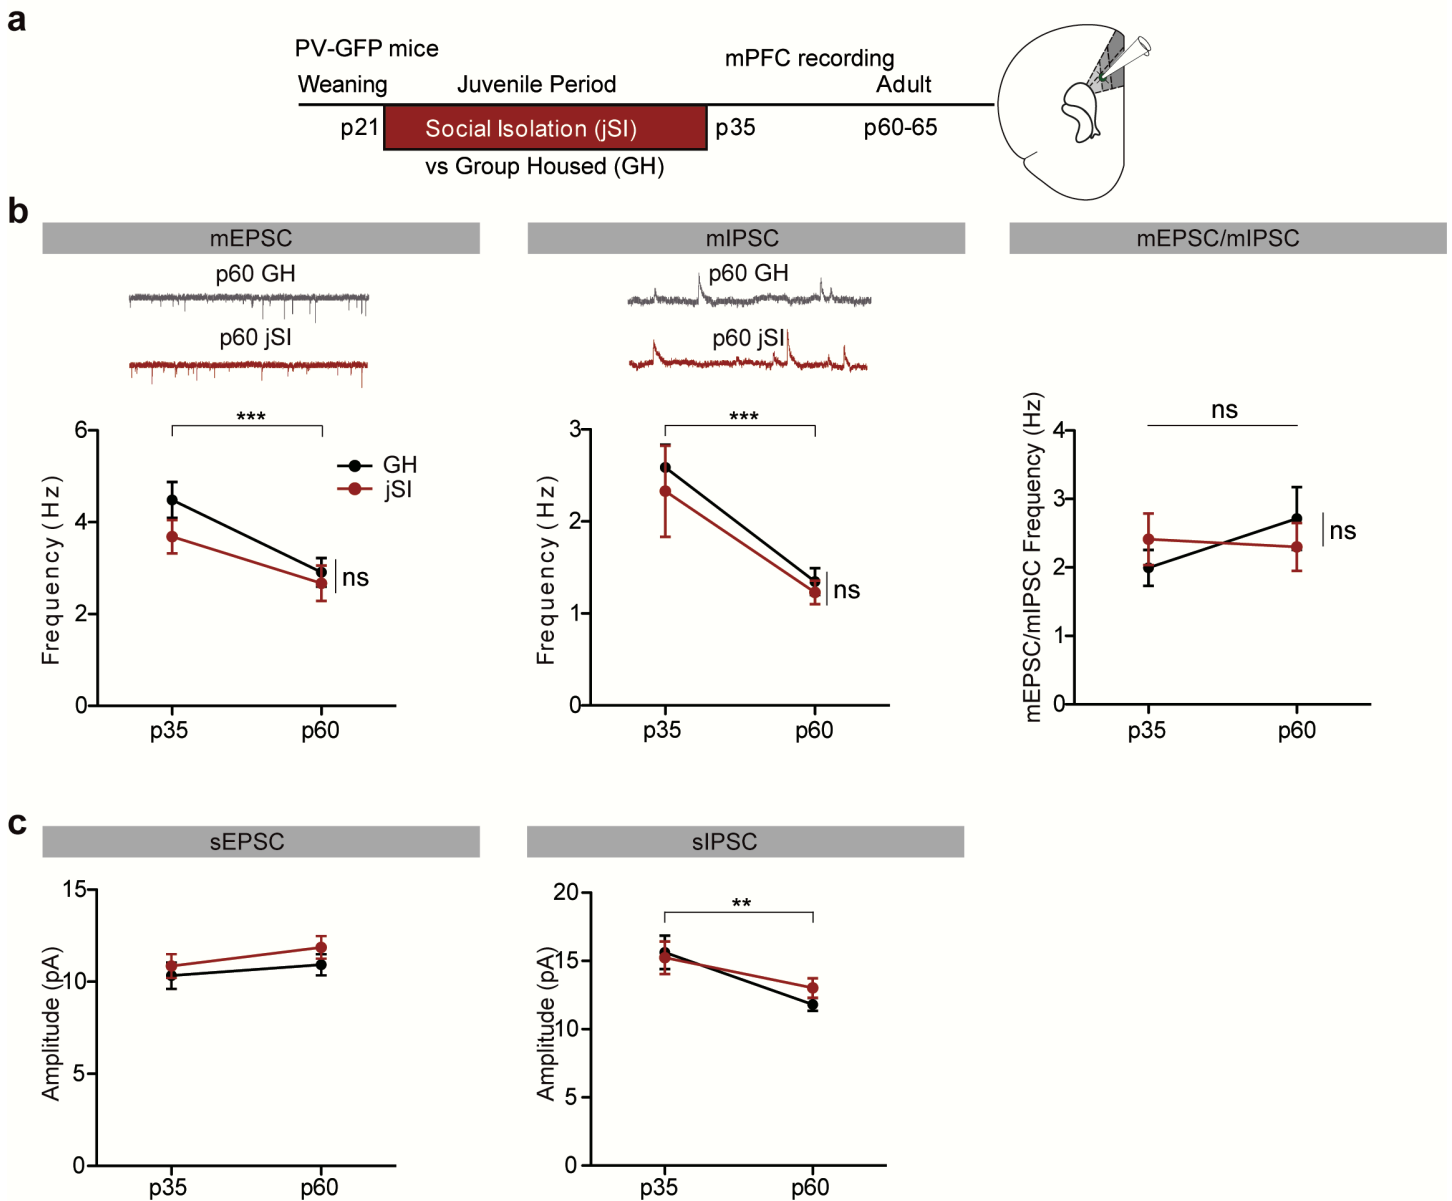 a
PV-GFP mice
Weaning
Juvenile Period
mPFC recording
Adult
p21
Social Isolation (jSI)
p35
p60-65
vs Group Housed (GH)
b
mEPSC
mIPSC
mEPSC/mIPSC
p60 GH
p60 jSI
p60 GH
p60 jSI
Frequency (Hz)
6
4
2
0
***
GH
jSI
ns
p35
p60
Frequency (Hz)
3
2
1
0
***
ns
p35
p60
mEPSC/mIPSC Frequency (Hz)
4
3
2
1
0
ns
ns
p35
p60
c
sEPSC
sIPSC
Amplitude (pA)
15
10
5
0
p35
p60
Amplitude (pA)
20
15
10
5
0
**
p35
p60